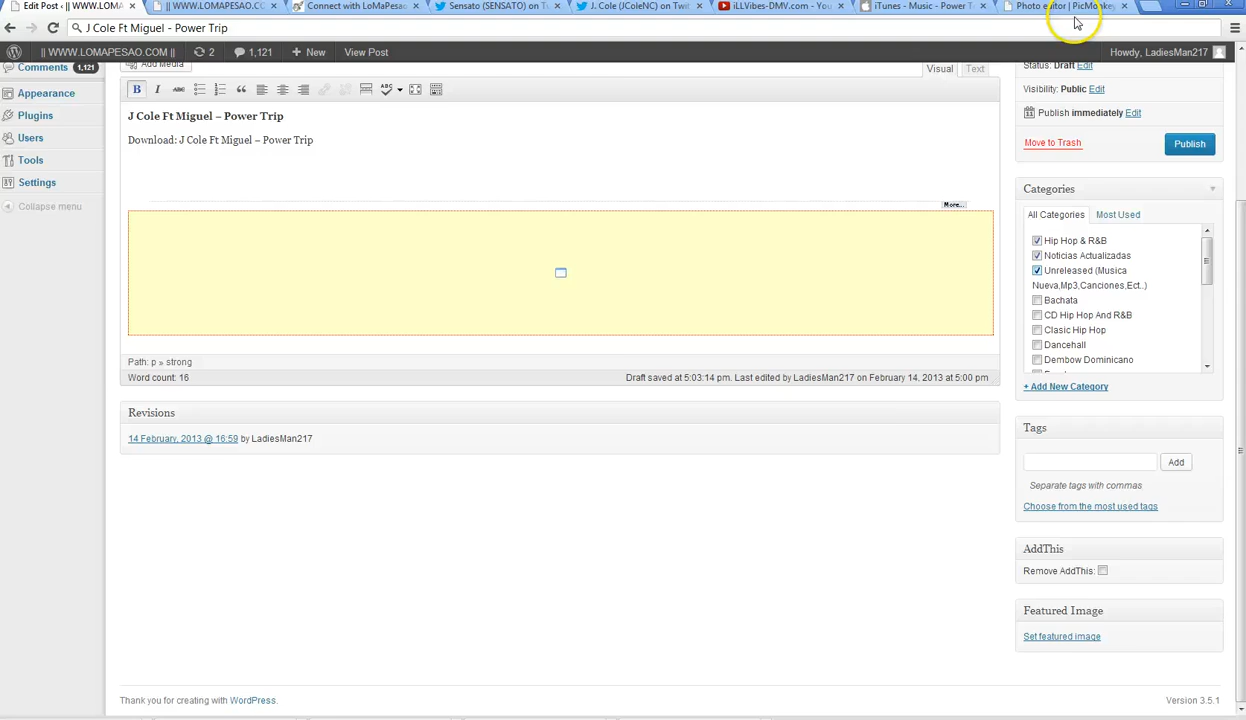 Edit Post ‹ || WWW.LOMA
|| WWW.LOMAPESAO.COM
Connect with LoMaPesao
Sensato (SENSATO) on T
J. Cole (JColeNC) on Twit
iLLVibes-DMV.com - You
iTunes - Music - Power T
Photo editor | PicMonkey
J Cole Ft Miguel - Power Trip
|| WWW.LOMAPESAO.COM ||
2
1,121
+ New
View Post
Howdy, LadiesMan217
Comments 1,121
Appearance
Plugins
Users
Tools
Settings
Collapse menu
Add Media
Visual
Text
B I ABC
ABC
J Cole Ft Miguel – Power Trip
Download: J Cole Ft Miguel – Power Trip
More...
Path: p » strong
Word count: 16
Draft saved at 5:03:14 pm. Last edited by LadiesMan217 on February 14, 2013 at 5:00 pm
Revisions
14 February, 2013 @ 16:59 by LadiesMan217
Status: Draft Edit
Visibility: Public Edit
Publish immediately Edit
Move to Trash
Publish
Categories
All Categories
Most Used
Hip Hop & R&B
Noticias Actualizadas
Unreleased (Musica
Nueva,Mp3,Canciones,Ect..)
Bachata
CD Hip Hop And R&B
Clasic Hip Hop
Dancehall
Dembow Dominicano
+ Add New Category
Tags
Add
Separate tags with commas
Choose from the most used tags
AddThis
Remove AddThis:
Featured Image
Set featured image
Thank you for creating with WordPress.
Version 3.5.1